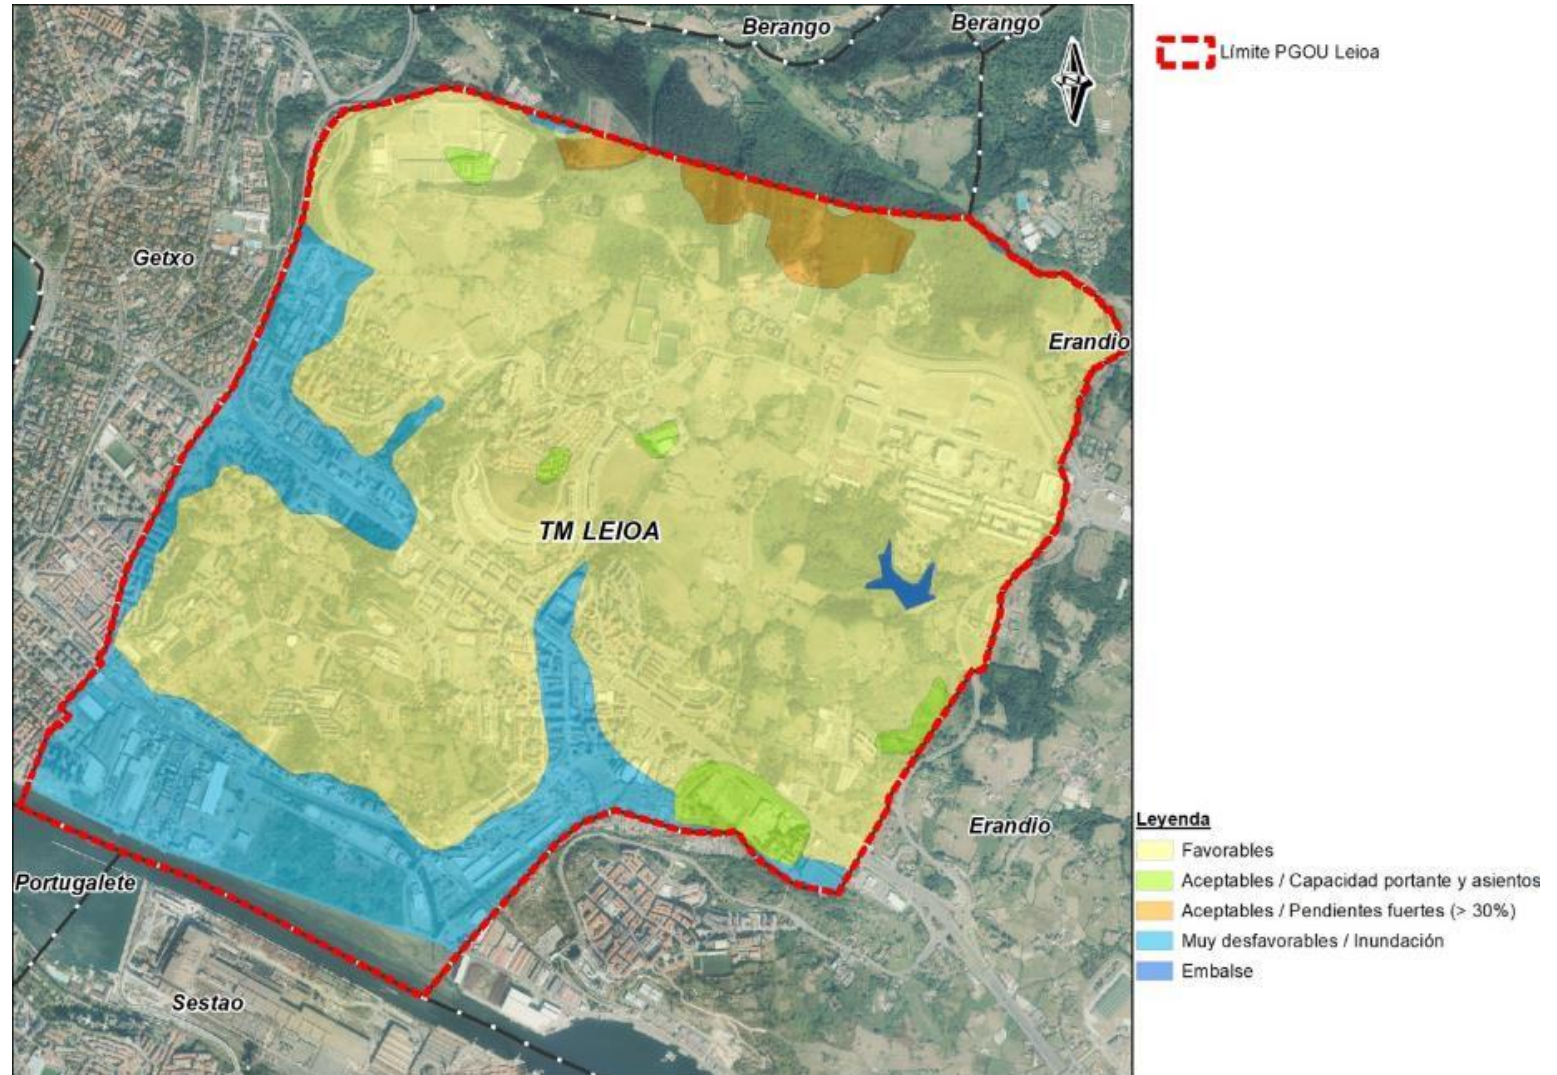 Berango
Berango
Límite PGOU Leioa
Getxo
Erandio
TM LEIOA
Erandio
Portugalete
Sestao
Leyenda
Favorables
Aceptables / Capacidad portante y asientos
Aceptables / Pendientes fuertes (> 30%)
Muy desfavorables / Inundación
Embalse